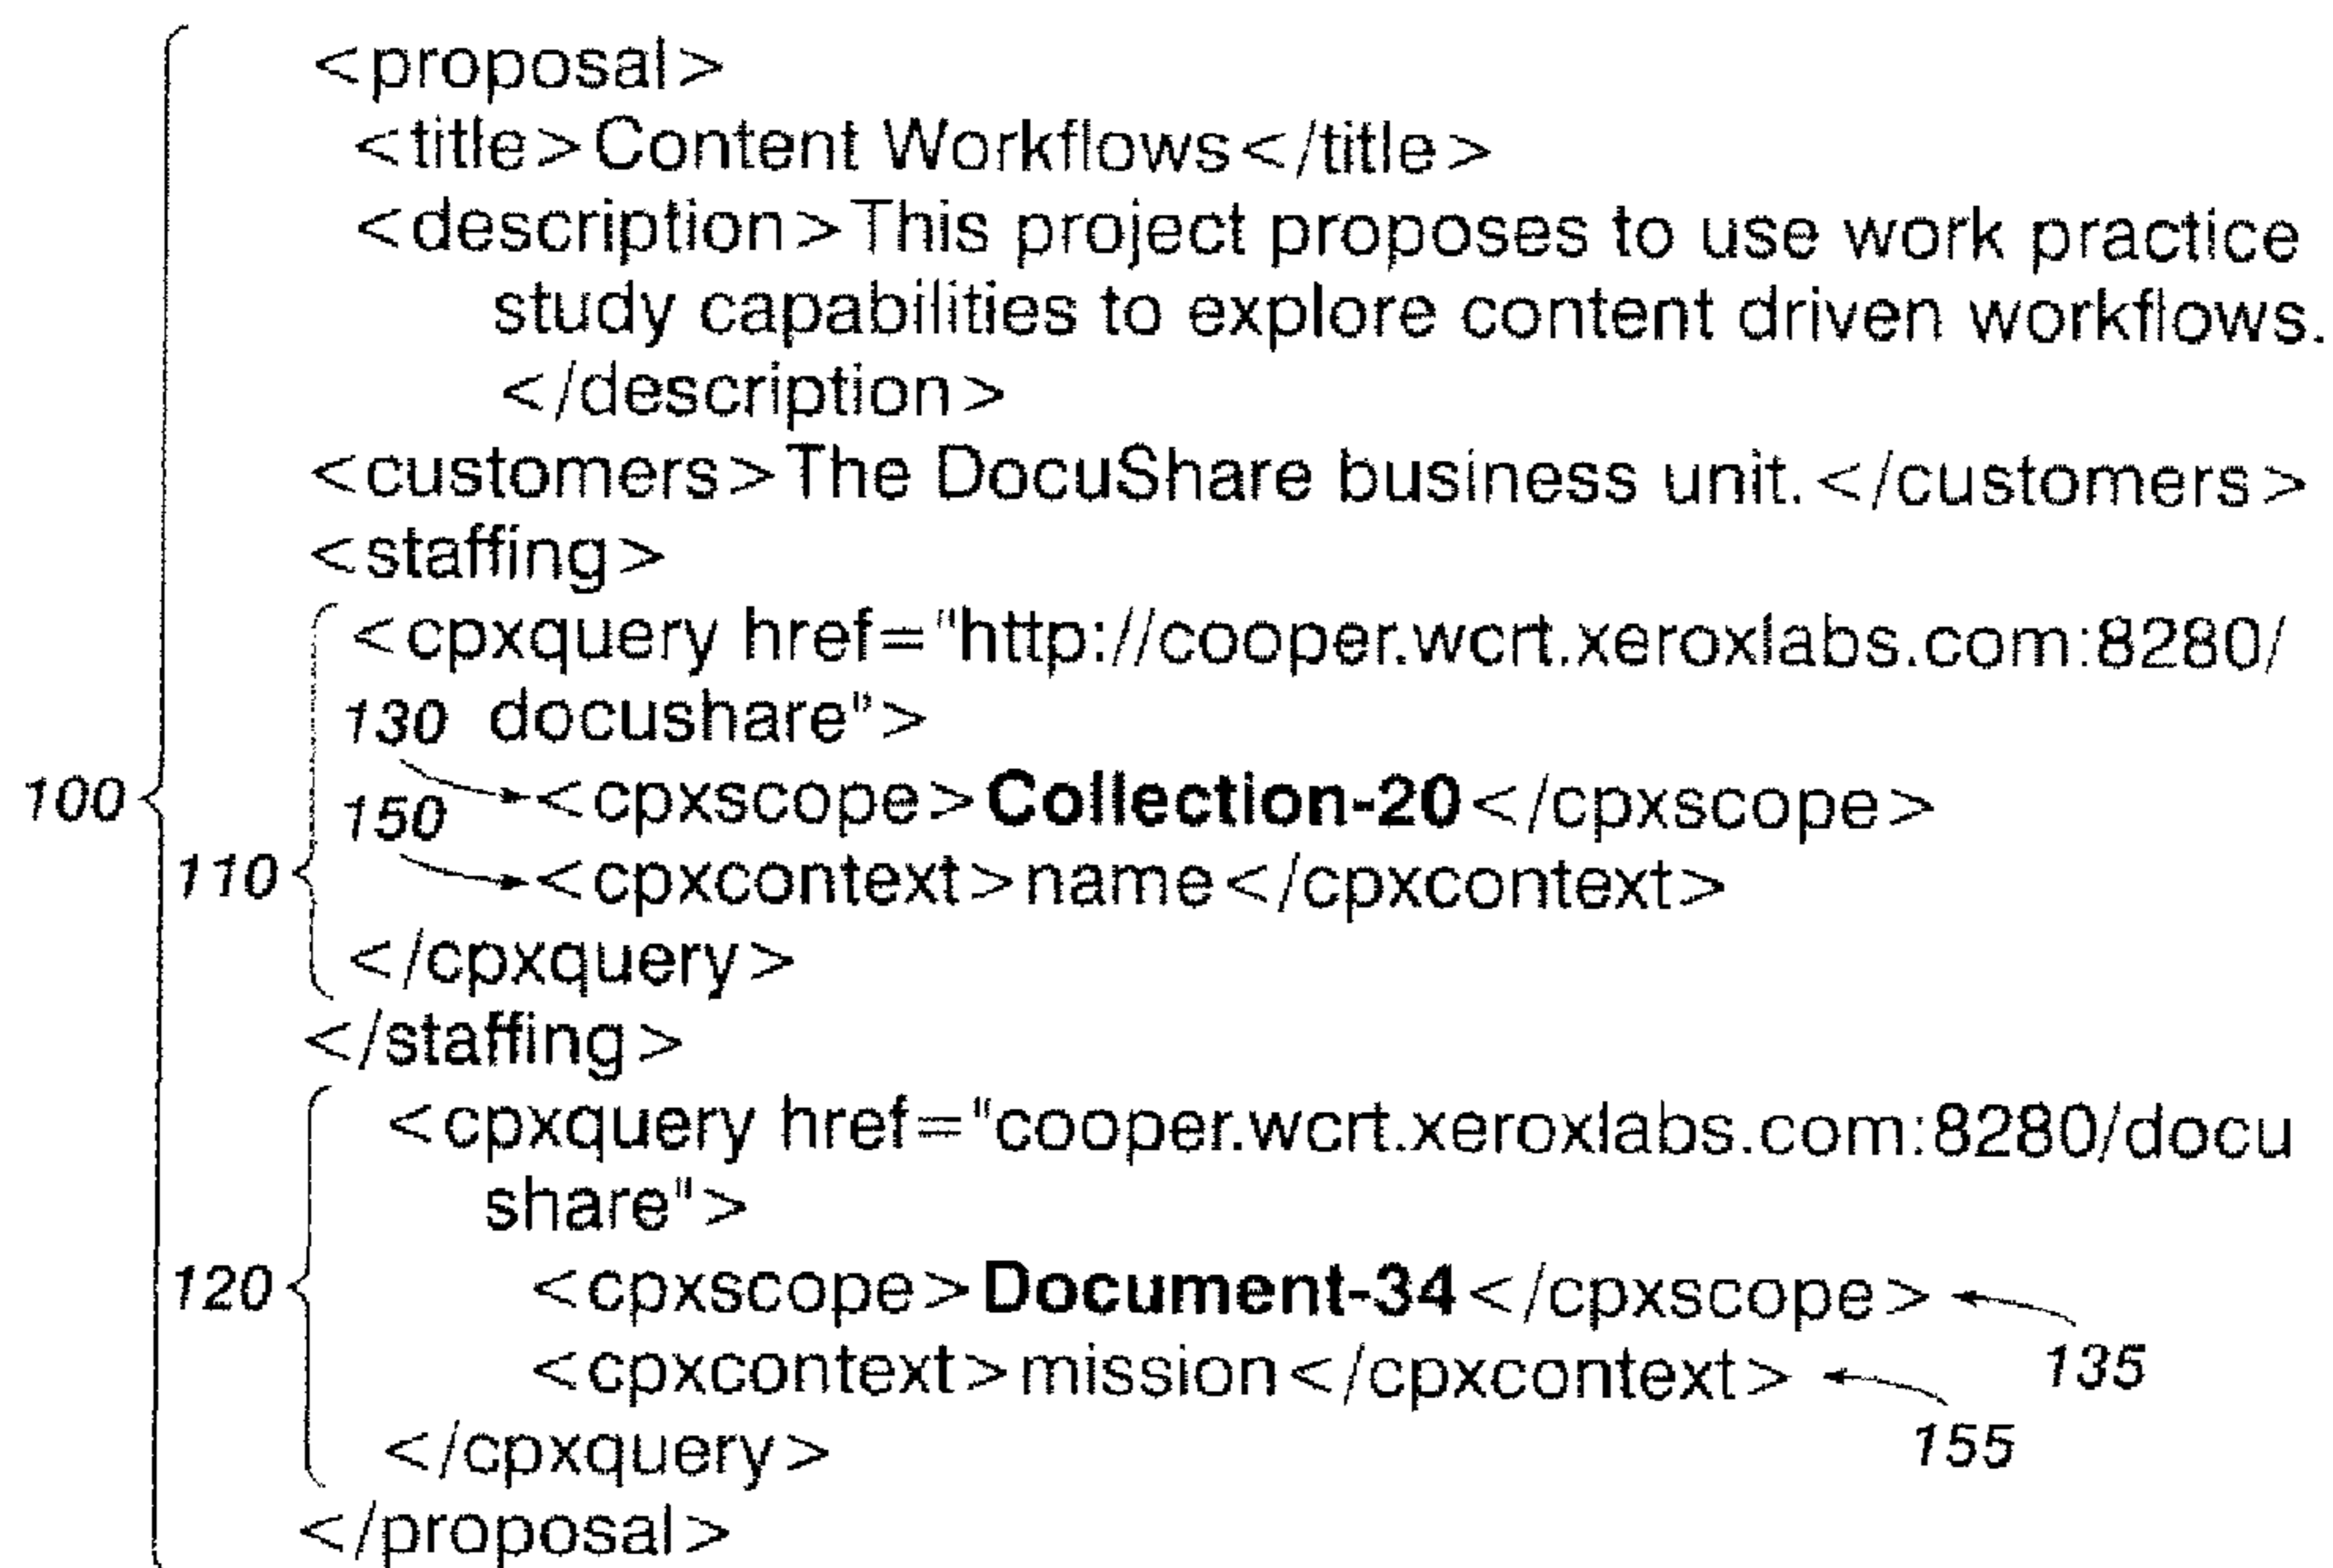 <proposal>
<title>Content Workflows</title>
<description>This project proposes to use work practice
study capabilities to explore content driven workflows.
</description>
<customers>The DocuShare business unit.</customers>
<staffing>
<cpxquery href="http://cooper.wcrt.xeroxlabs.com:8280/
130 docushare">
100
<cpxscope>Collection-20</cpxscope>
150
110
<cpxcontext>name</cpxcontext>
</cpxquery>
</staffing>
<cpxquery href="cooper.wcrt.xeroxlabs.com:8280/docu
share">
120
<cpxscope>Document-34</cpxscope>
135
<cpxcontext>mission</cpxcontext>
155
</cpxquery>
</proposal>